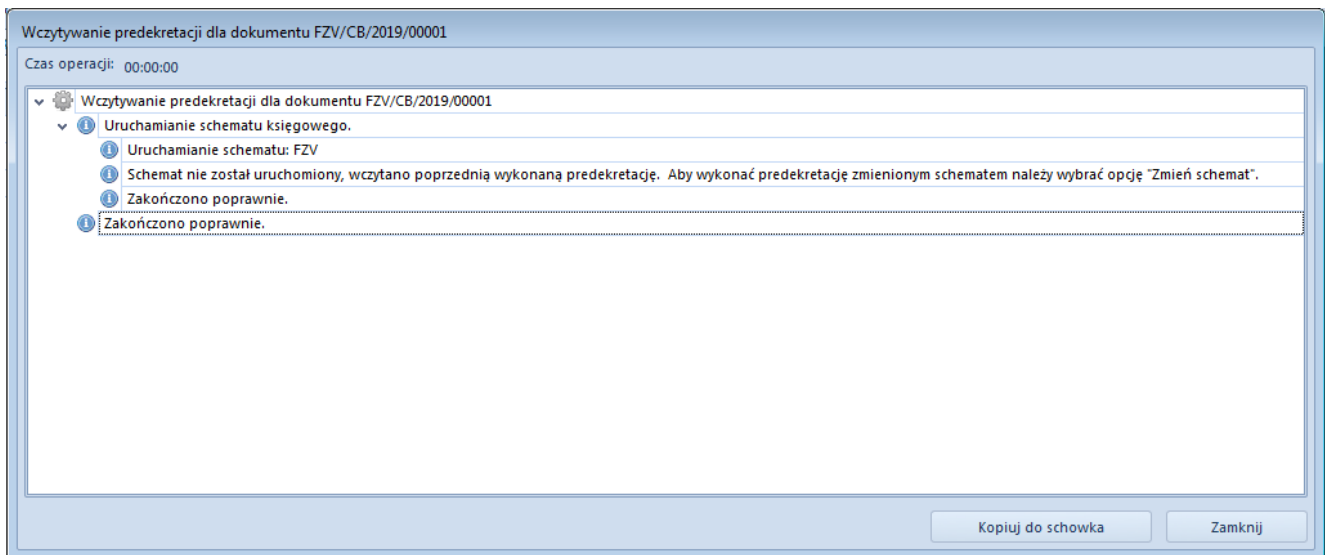 Wczytywanie predekretacji dla dokumentu FZV/CB/2019/00001
Czas operacji: 00:00:00
Wczytywanie predekretacji dla dokumentu FZV/CB/2019/00001
Uruchamianie schematu księgowego.
Uruchamianie schematu: FZV
Schemat nie został uruchomiony, wczytano poprzednią wykonaną predekretację. Aby wykonać predekretację zmienionym schematem należy wybrać opcję "Zmień schemat".
Zakończono poprawnie.
Zakończono poprawnie.
Kopiuj do schowka Zamknij